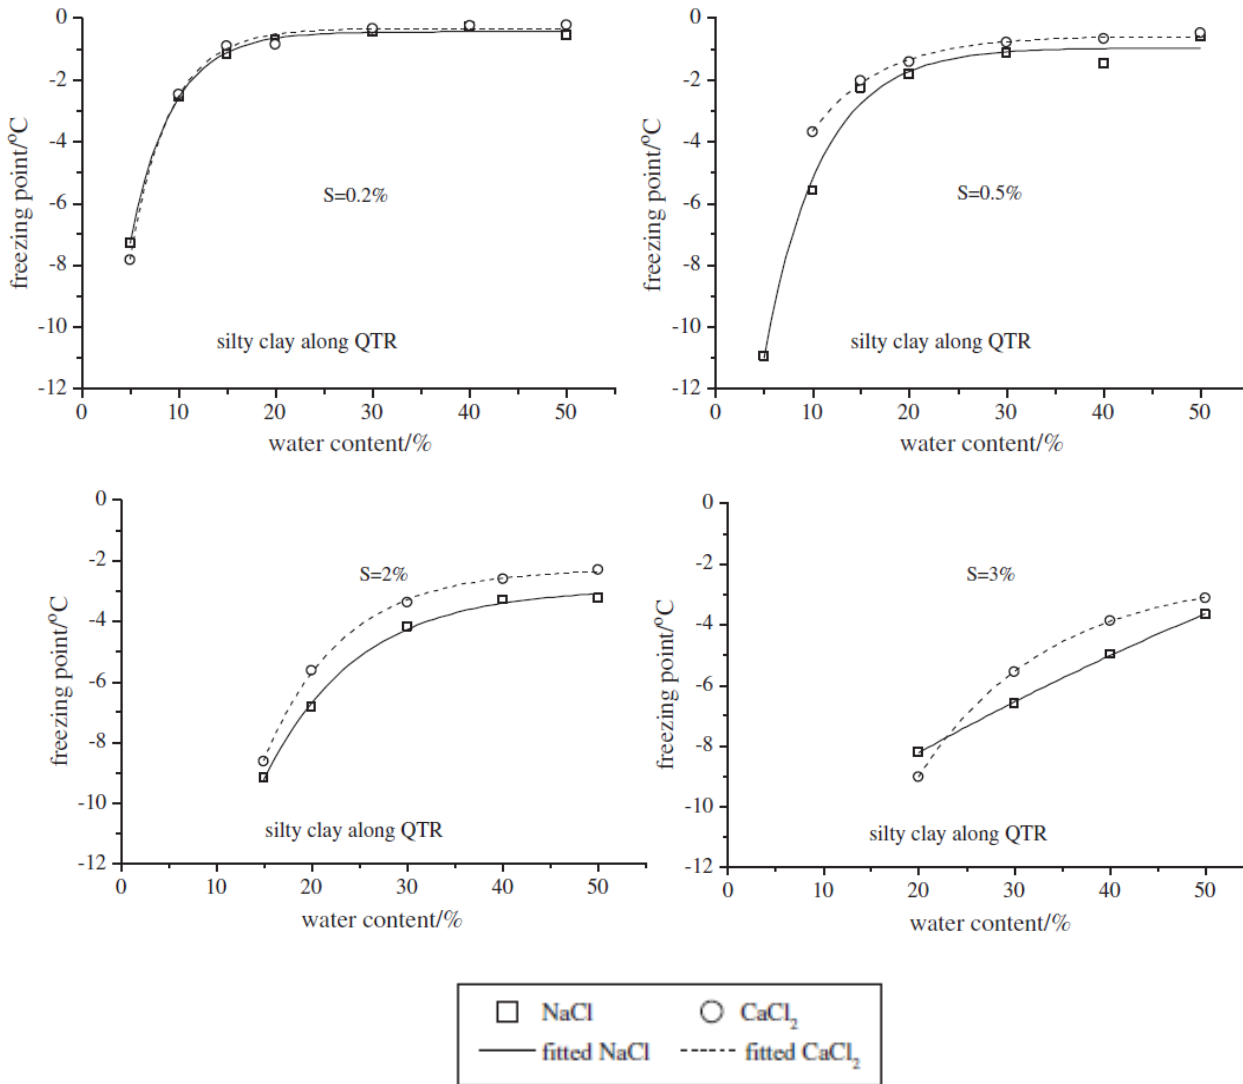 0
-2
-4
-6
-8
-10
-12
freezing point/°C
S=0.2%
silty clay along QTR
0 10 20 30 40 50
water content/%
0
-2
-4
-6
-8
-10
-12
freezing point/°C
S=0.5%
silty clay along QTR
0 10 20 30 40 50
water content/%
0
-2
-4
-6
-8
-10
-12
freezing point/°C
S=2%
silty clay along QTR
0 10 20 30 40 50
water content/%
0
-2
-4
-6
-8
-10
-12
freezing point/°C
S=3%
silty clay along QTR
0 10 20 30 40 50
water content/%
NaCl CaCl₂
fitted NaCl fitted CaCl₂